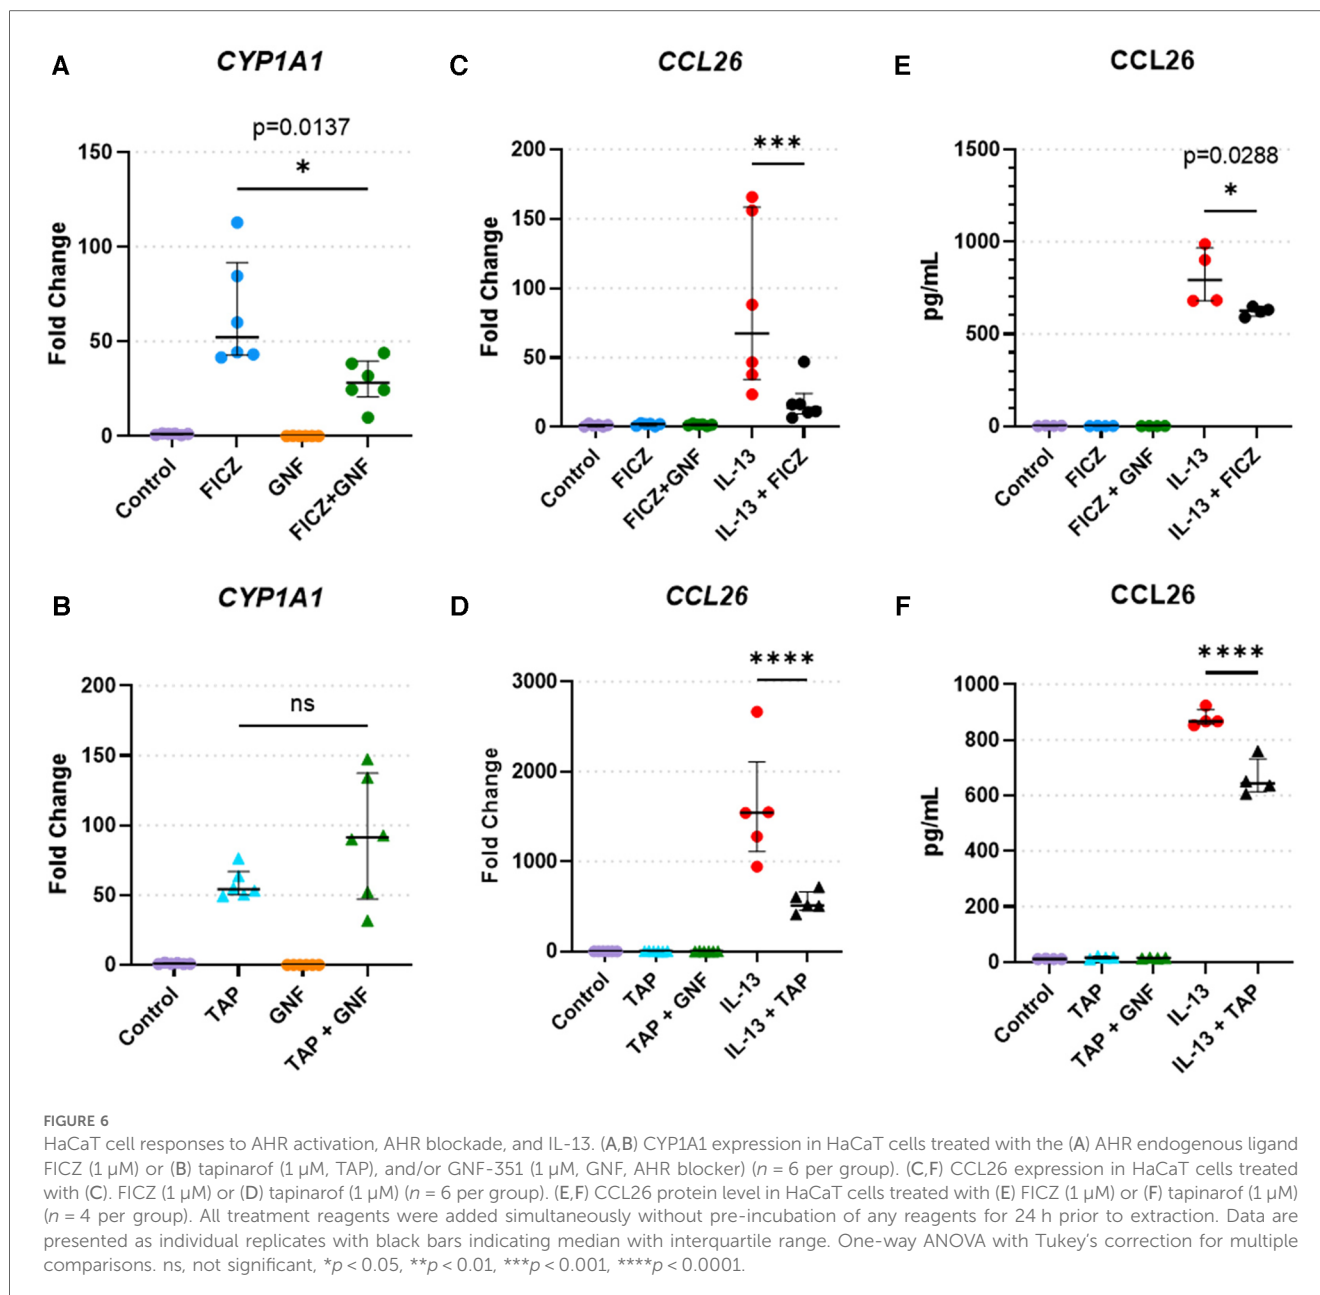 A
CYP1A1
p=0.0137
*
150
100
50
0
Fold Change
Control
FICZ
GNF
FICZ+GNF
C
CCL26
***
200
150
100
50
0
Fold Change
Control
FICZ
FICZ+GNF
IL-13
IL-13 + FICZ
E
CCL26
p=0.0288
*
1500
1000
500
0
pg/mL
Control
FICZ
FICZ + GNF
IL-13
IL-13 + FICZ
B
CYP1A1
ns
200
150
100
50
0
Fold Change
Control
TAP
GNF
TAP + GNF
D
CCL26
****
3000
2000
1000
0
Fold Change
Control
TAP
TAP + GNF
IL-13
IL-13 + TAP
F
CCL26
****
1000
800
600
400
200
0
pg/mL
Control
TAP
TAP + GNF
IL-13
IL-13 + TAP
FIGURE 6
HaCaT cell responses to AHR activation, AHR blockade, and IL-13. (A,B) CYP1A1 expression in HaCaT cells treated with the (A) AHR endogenous ligand
FICZ (1 µM) or (B) tapinarof (1 µM, TAP), and/or GNF-351 (1 µM, GNF, AHR blocker) (n = 6 per group). (C,F) CCL26 expression in HaCaT cells treated
with (C). FICZ (1 µM) or (D) tapinarof (1 µM) (n = 6 per group). (E,F) CCL26 protein level in HaCaT cells treated with (E) FICZ (1 µM) or (F) tapinarof (1 µM)
(n = 4 per group). All treatment reagents were added simultaneously without pre-incubation of any reagents for 24 h prior to extraction. Data are
presented as individual replicates with black bars indicating median with interquartile range. One-way ANOVA with Tukey's correction for multiple
comparisons. ns, not significant, *p < 0.05, **p < 0.01, ***p < 0.001, ****p < 0.0001.